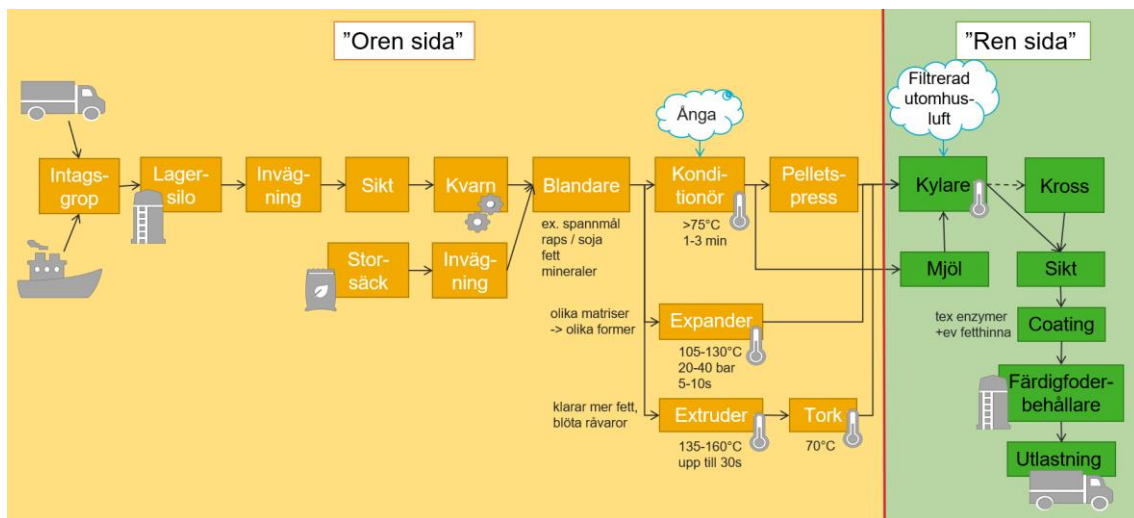 ”Oren sida”
”Ren sida”
Ånga
Filtrerad
utomhus-
luft
Intags-
grop
Lager-
silo
Inväg-
ning
Sikt
Kvarn
Blandare
Kondi-
tionör
Pellets-
press
Kylare
Kross
ex. spannmål
raps / soja
fett
mineraler
>75°C
1-3 min
Stor-
säck
Inväg-
ning
Mjöl
Sikt
olika matriser
-> olika former
Expander
105-130°C
20-40 bar
5-10s
tex enzymer
+ev fetthinna
Coating
Färdigfoder-
behållare
klarar mer fett,
blöta råvaror
Extruder
Tork
135-160°C
upp till 30s
70°C
Utlastning